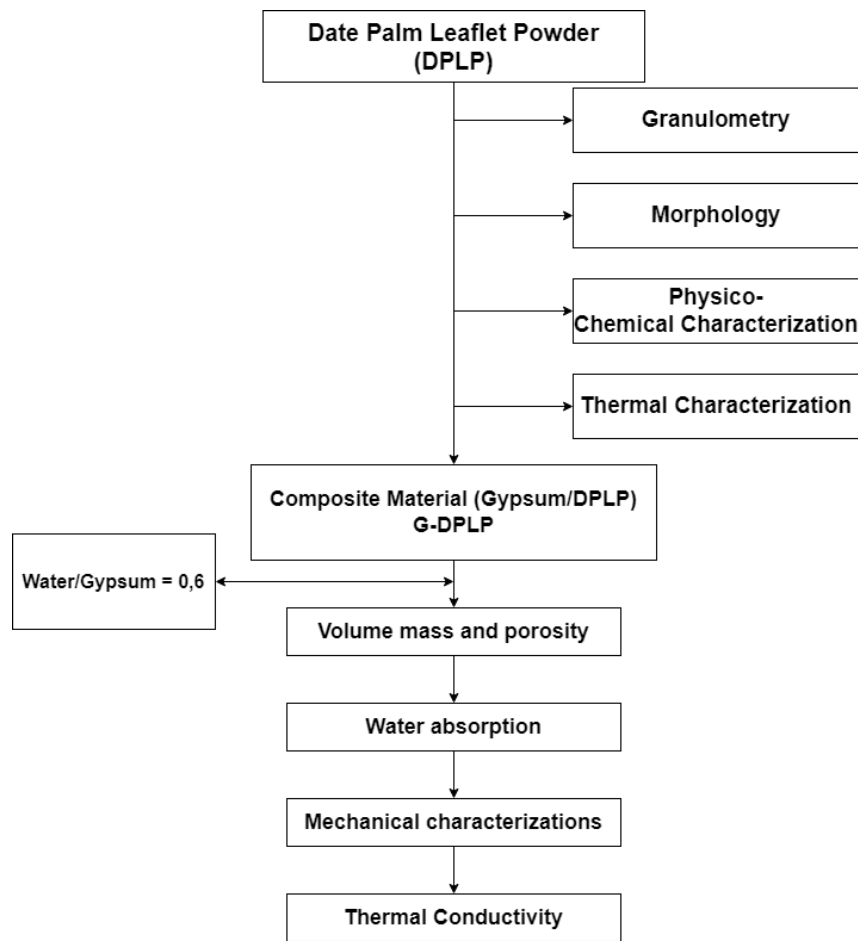 Date Palm Leaflet Powder
(DPLP)
Granulometry
Morphology
Physico-
Chemical Characterization
Thermal Characterization
Composite Material (Gypsum/DPLP)
G-DPLP
Water/Gypsum = 0,6
Volume mass and porosity
Water absorption
Mechanical characterizations
Thermal Conductivity